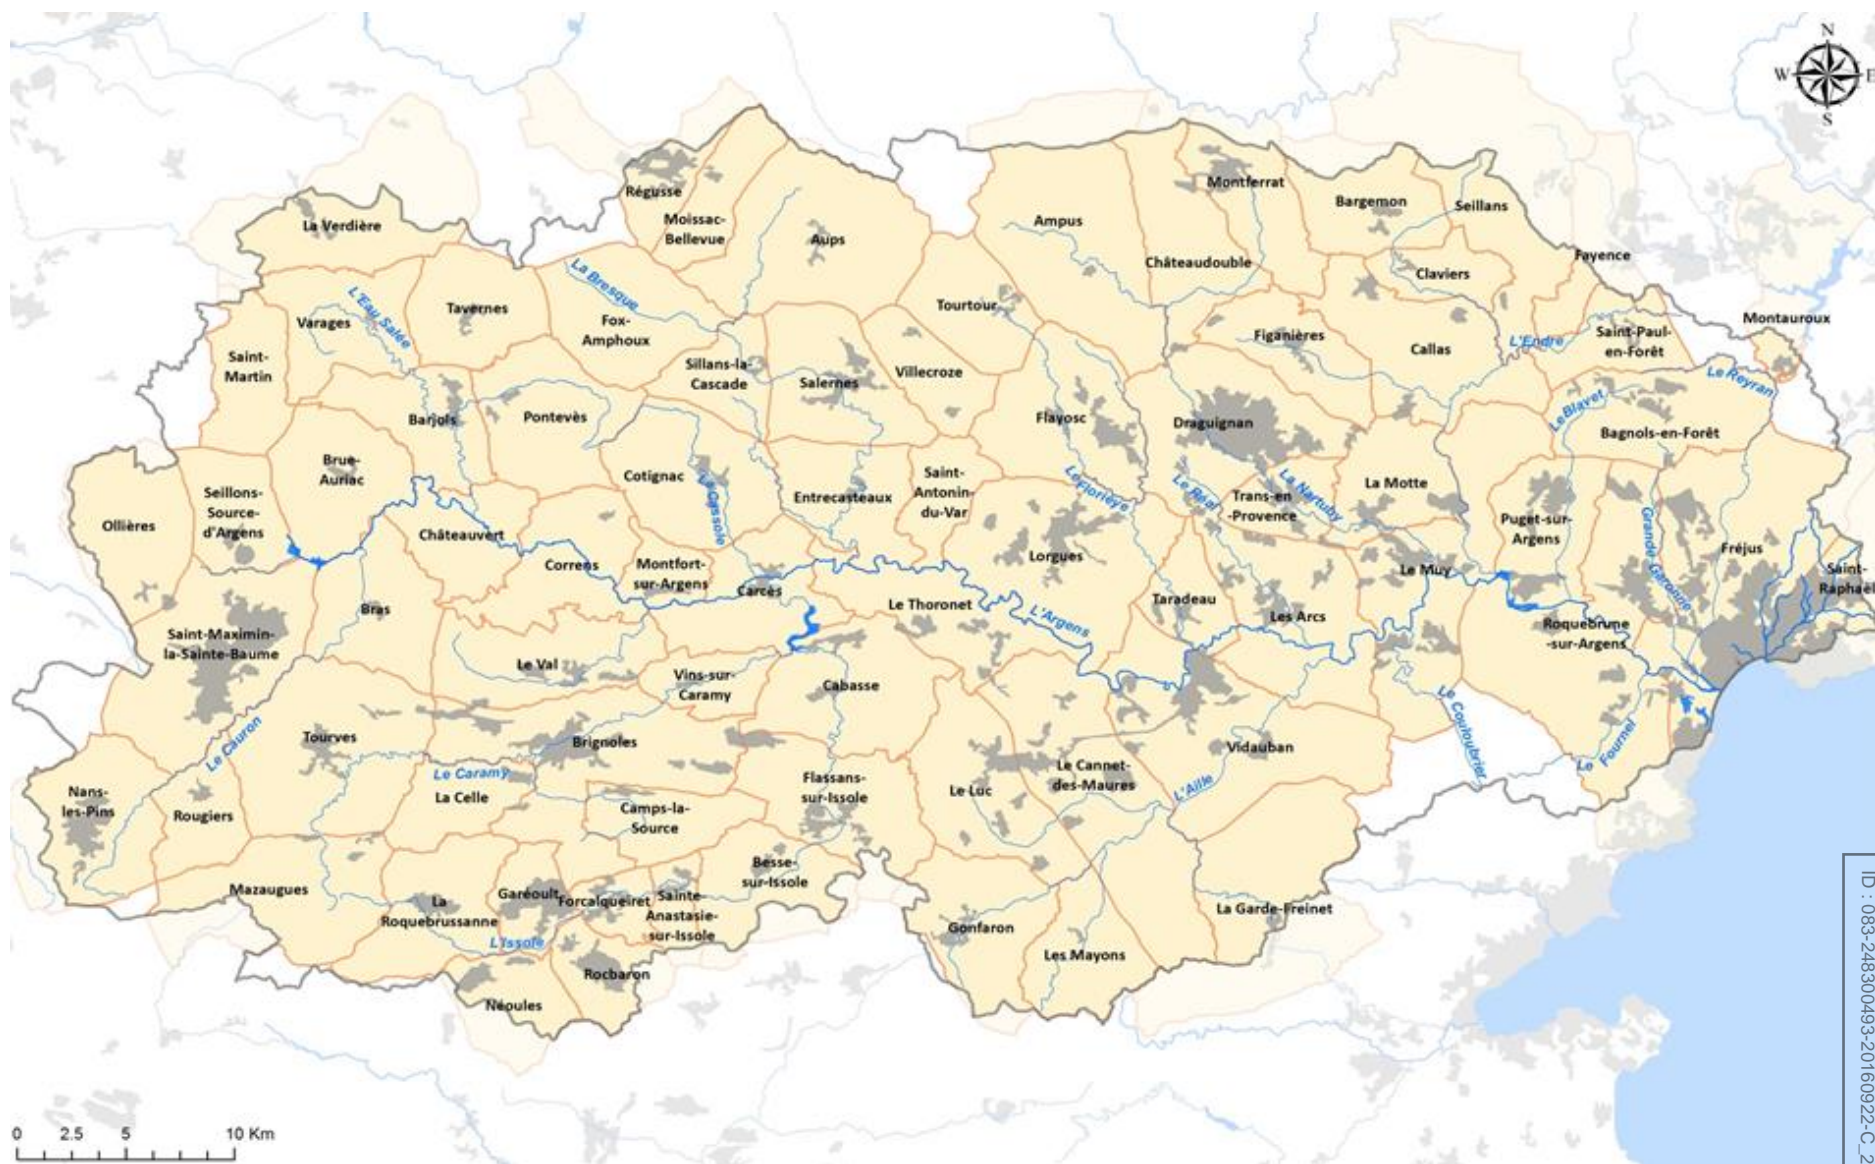 N
W E
S
Régusse
Montferrat
Moissac-
Bellevue
La Verdière
Aups
Ampus
Bargemon
Seillans
Châteaudouble
Fayence
Claviers
La Bresque
L'Eau Salée
Tavernes
Varages
Fox-
Amphoux
Tourtour
Montauroux
Figanières
Callas
L'Endre
Saint-Paul-
en-Forêt
Saint-
Martin
Sillans-la-
Cascade
Salernes
Villecroze
Le Reyran
Barjols
Pontevès
Flayosc
Draguignan
Le Blavet
Bagnols-en-Forêt
Brue-
Auriac
Cotignac
La Cassole
Entrecasteaux
Saint-
Antonin-
du-Var
Le Florieye
Le Réal
Trans-en
-Provence
La Nartuby
La Motte
Ollières
Seillons-
Source-
d'Argens
Châteauvert
Correns
Montfort-
sur-Argens
Carcès
Lorgues
Puget-sur-
Argens
Grande Garonne
Fréjus
Saint-
Raphaël
Le Muy
Bras
Le Thoronet
L'Argens
Taradeau
Les Arcs
Roquebrune
-sur-Argens
Saint-Maximin-
la-Sainte-Baume
Le Val
Vins-sur-
Caramy
Cabasse
Le Cauron
Tourves
Brignoles
Le Caramy
La Celle
Flassans-
sur-Issole
Le Luc
Le Cannet-
des-Maures
Vidauban
L'Aille
Le Couloubrier
Le Fournel
Nans-
les-Pins
Rougiers
Camps-la-
Source
Besse-
sur-Issole
Mazaugues
La
Roquebrussanne
Garéoult
Forcalqueiret
Sainte-
Anastasie-
sur-Issole
L'Issole
Gonfaron
Les Mayons
La Garde-Freinet
Rocbaron
Néoules
0 2.5 5 10 Km
ID : 083-248300493-20160922-C_2